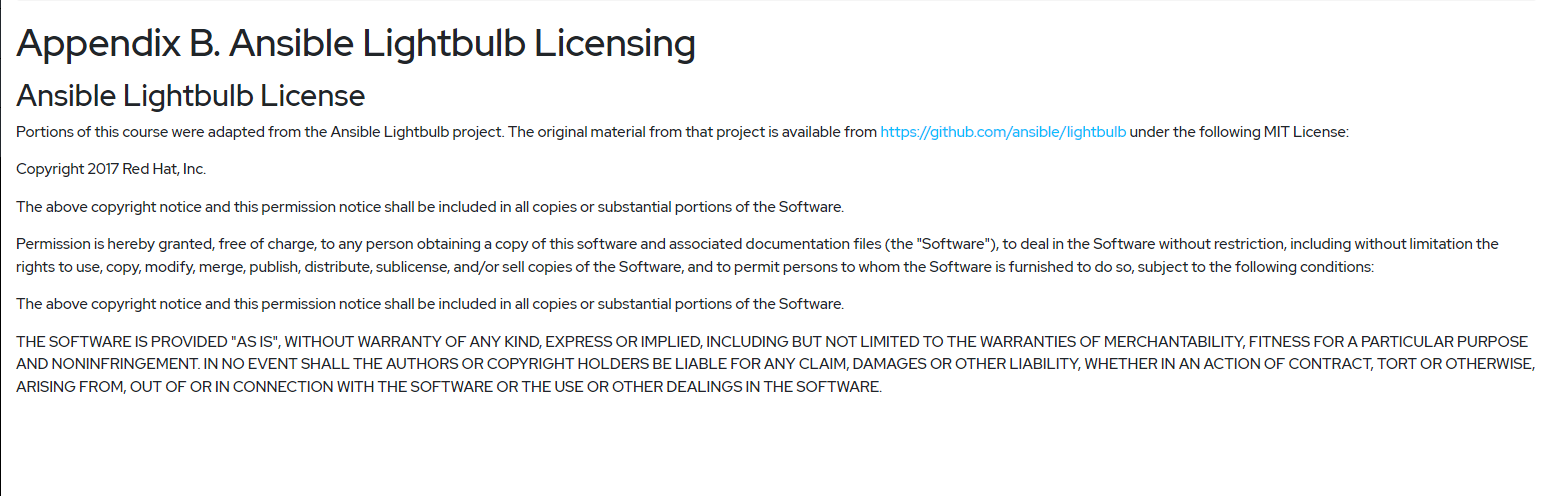 Appendix B. Ansible Lightbulb Licensing
Ansible Lightbulb License
Portions of this course were adapted from the Ansible Lightbulb project. The original material from that project is available from https://github.com/ansible/lightbulb under the following MIT License:
Copyright 2017 Red Hat, Inc.
The above copyright notice and this permission notice shall be included in all copies or substantial portions of the Software.
Permission is hereby granted, free of charge, to any person obtaining a copy of this software and associated documentation files (the "Software"), to deal in the Software without restriction, including without limitation the
rights to use, copy, modify, merge, publish, distribute, sublicense, and/or sell copies of the Software, and to permit persons to whom the Software is furnished to do so, subject to the following conditions:
The above copyright notice and this permission notice shall be included in all copies or substantial portions of the Software.
THE SOFTWARE IS PROVIDED "AS IS", WITHOUT WARRANTY OF ANY KIND, EXPRESS OR IMPLIED, INCLUDING BUT NOT LIMITED TO THE WARRANTIES OF MERCHANTABILITY, FITNESS FOR A PARTICULAR PURPOSE
AND NONINFRINGEMENT. IN NO EVENT SHALL THE AUTHORS OR COPYRIGHT HOLDERS BE LIABLE FOR ANY CLAIM, DAMAGES OR OTHER LIABILITY, WHETHER IN AN ACTION OF CONTRACT, TORT OR OTHERWISE,
ARISING FROM, OUT OF OR IN CONNECTION WITH THE SOFTWARE OR THE USE OR OTHER DEALINGS IN THE SOFTWARE.